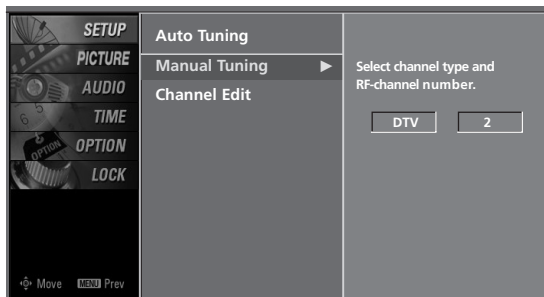 SETUP
PICTURE
AUDIO
TIME
OPTION
LOCK
Move MENU Prev
Auto Tuning
Manual Tuning ▶
Channel Edit
Select channel type and
RF-channel number.
DTV 2